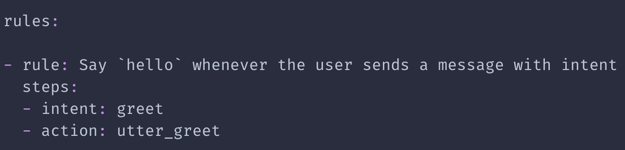 rules:
- rule: Say `hello` whenever the user sends a message with intent
steps:
- intent: greet
- action: utter_greet